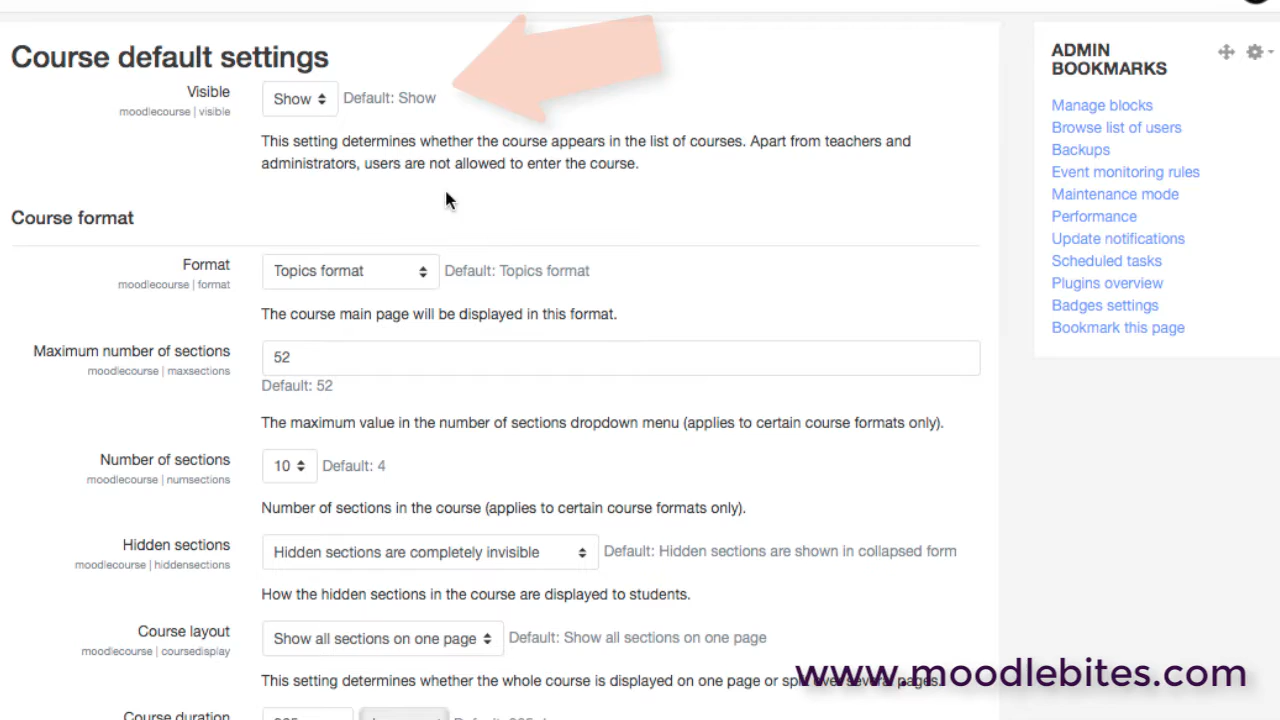 Course default settings
Visible
moodlecourse | visible
Show
Default: Show
This setting determines whether the course appears in the list of courses. Apart from teachers and
administrators, users are not allowed to enter the course.
Course format
Format
moodlecourse | format
Topics format
Default: Topics format
The course main page will be displayed in this format.
Maximum number of sections
moodlecourse | maxsections
52
Default: 52
The maximum value in the number of sections dropdown menu (applies to certain course formats only).
Number of sections
moodlecourse | numsections
10
Default: 4
Number of sections in the course (applies to certain course formats only).
Hidden sections
moodlecourse | hiddensections
Hidden sections are completely invisible
Default: Hidden sections are shown in collapsed form
How the hidden sections in the course are displayed to students.
Course layout
moodlecourse | coursedisplay
Show all sections on one page
Default: Show all sections on one page
This setting determines whether the whole course is displayed on one page or split over several pages.
Course duration
ADMIN
BOOKMARKS
Manage blocks
Browse list of users
Backups
Event monitoring rules
Maintenance mode
Performance
Update notifications
Scheduled tasks
Plugins overview
Badges settings
Bookmark this page
www.moodlebites.com